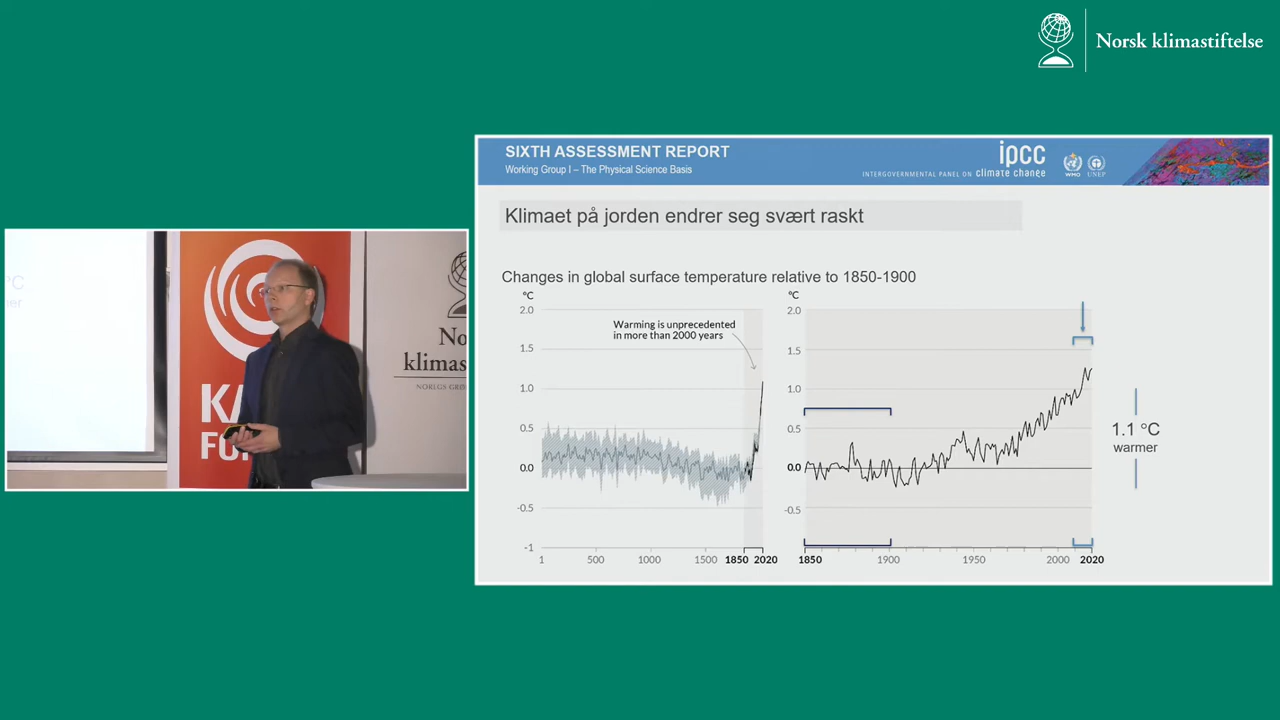 Norsk klimastiftelse
SIXTH ASSESSMENT REPORT
Working Group I – The Physical Science Basis
ipcc
INTERGOVERNMENTAL PANEL ON climate change
WMO
UNEP
Klimaet på jorden endrer seg svært raskt
Changes in global surface temperature relative to 1850-1900
°C
2.0
1.5
1.0
0.5
0.0
-0.5
-1
1
500
1000
1500
1850
2020
Warming is unprecedented
in more than 2000 years
°C
2.0
1.5
1.0
0.5
0.0
-0.5
1850
1900
1950
2000
2020
1.1 °C
warmer
KA
FO
No
klimas